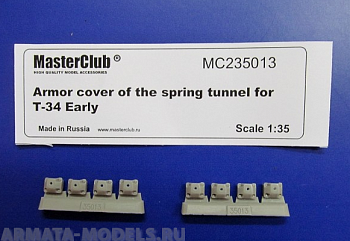 MasterClub®
HIGH QUALITY MODEL ACCESSORIES
MC235013
Armor cover of the spring tunnel for
T-34 Early
Made in Russia
www.masterclub.ru
Scale 1:35
ARMATA-MODELS.RU